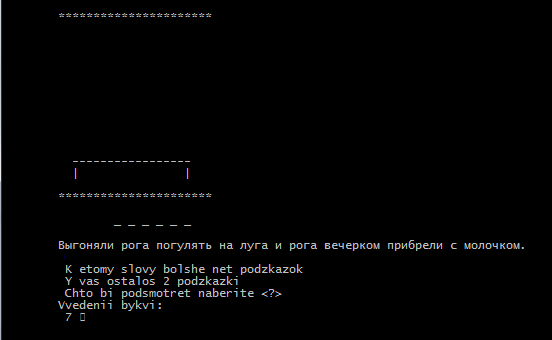 **********************
-----------------
| |
**********************
_ _ _ _ _ _
Выгоняли рога погулять на луга и рога вечерком прибрели с молочком.
K etomy slovy bolshe net podzkazok
Y vas ostalos 2 podzkazki
Chto bi podsmotret naberite <?>
Vvedenii bykvi:
7 ▯